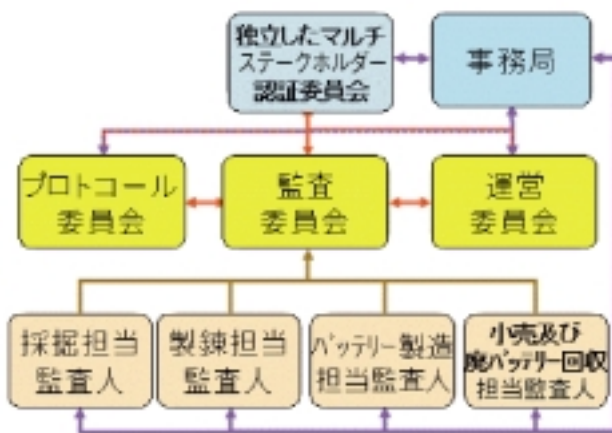 独立したマルチ
ステークホルダー
認証委員会
事務局
プロトコール
委員会
監査
委員会
運営
委員会
採掘担当
監査人
製錬担当
監査人
バッテリー製造
担当監査人
小売及び
廃バッテリー回収
担当監査人